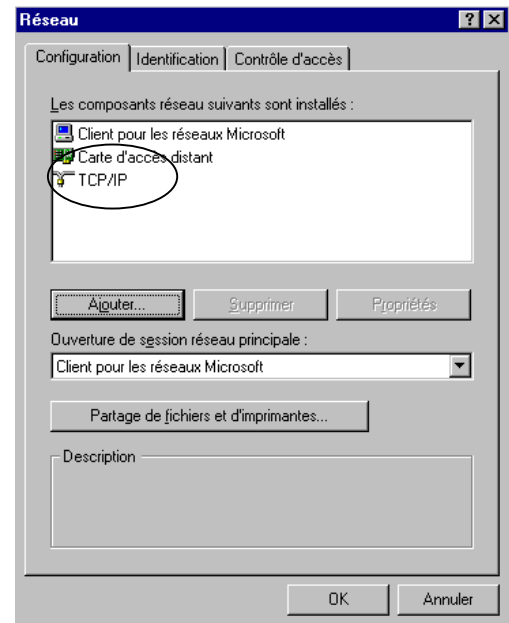 Réseau
Configuration Identification Contrôle d'accès
Les composants réseau suivants sont installés :
Client pour les réseaux Microsoft
Carte d'accès distant
TCP/IP
Ajouter... Supprimer Propriétés
Ouverture de session réseau principale :
Client pour les réseaux Microsoft
Partage de fichiers et d'imprimantes...
Description
OK Annuler